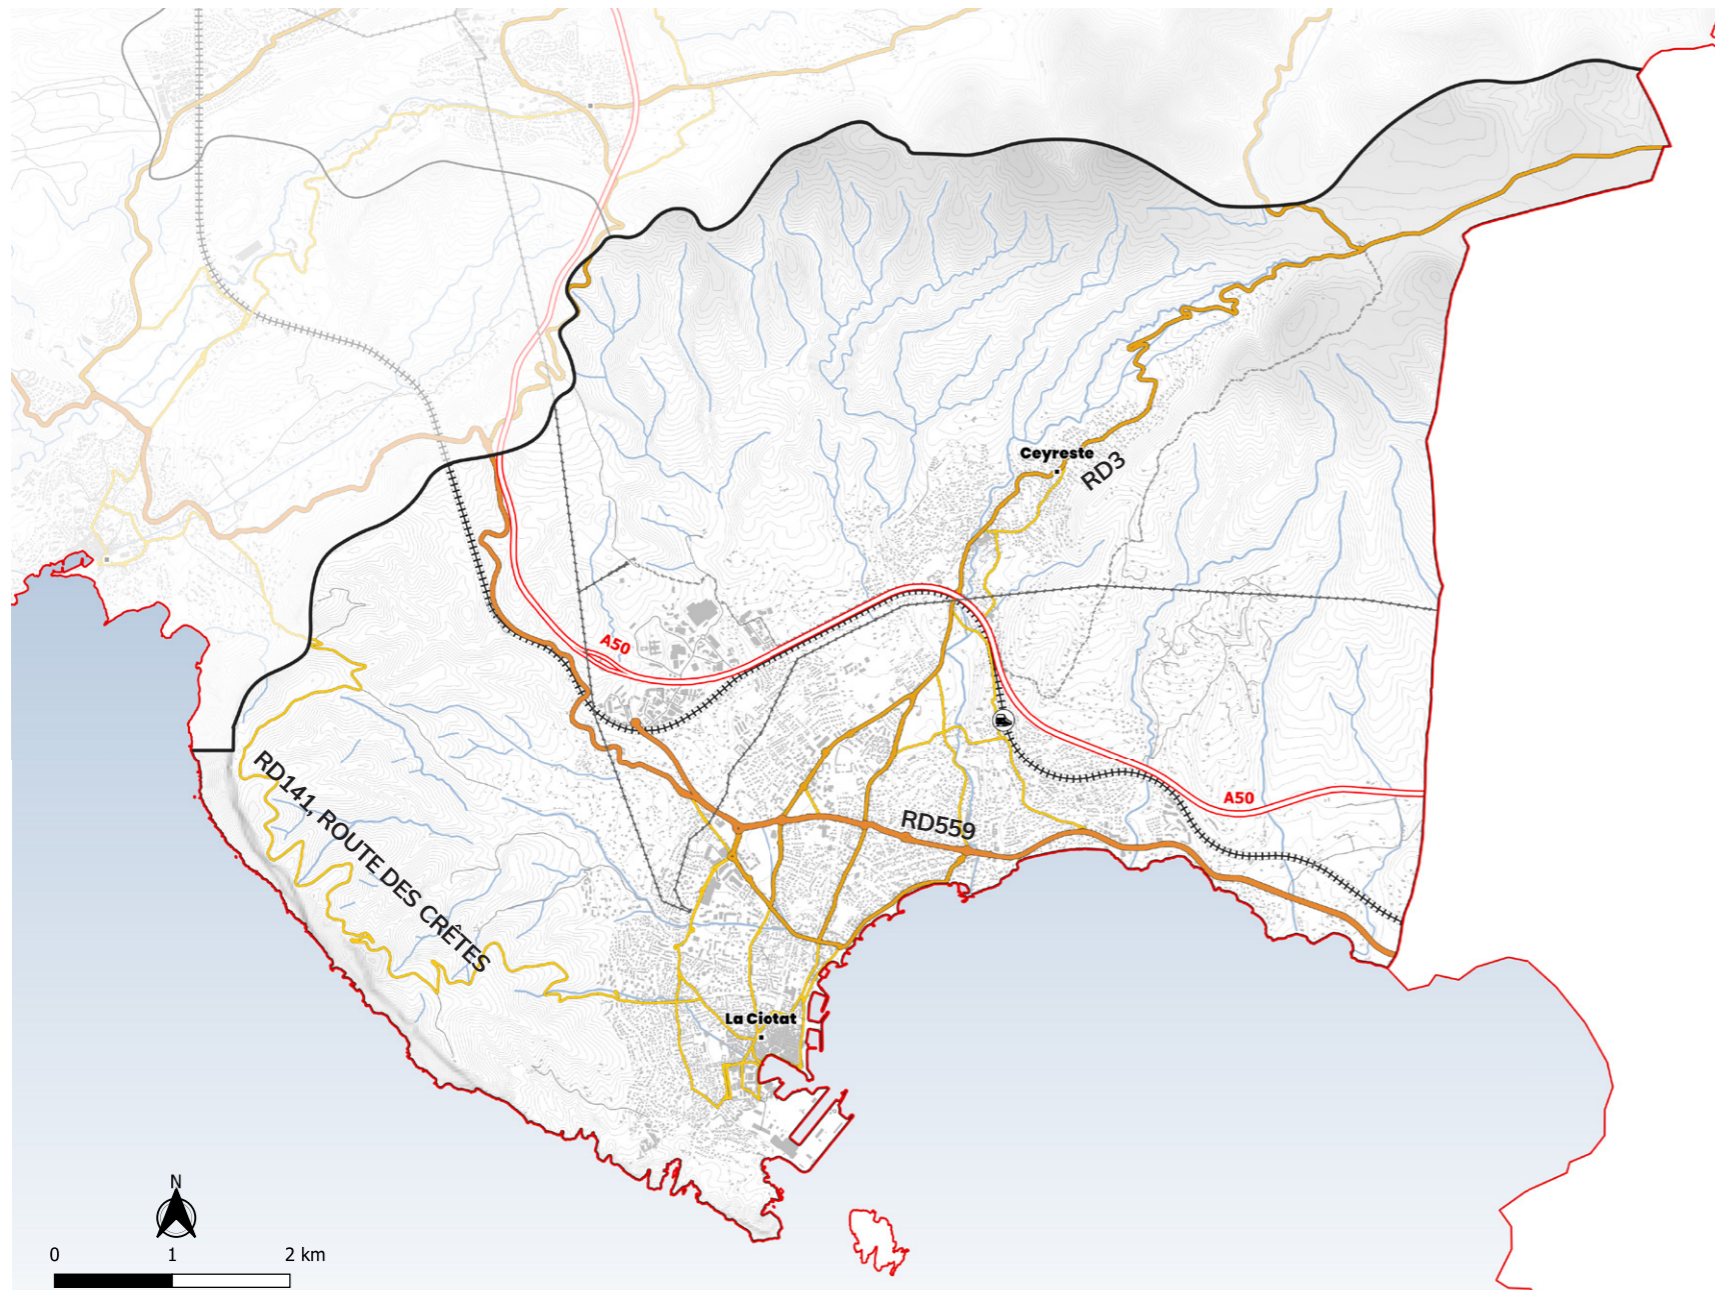 Ceyreste
RD3
A50
A50
RD559
RD141, ROUTE DES CRÊTES
La Ciotat
N
0 1 2 km